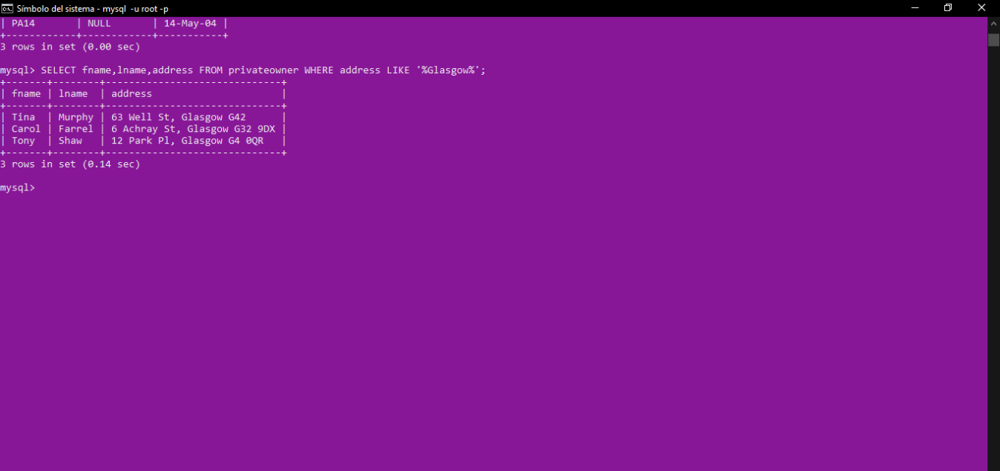 Símbolo del sistema - mysql  -u root -p
| PA14       | NULL       | 14-May-04 |
+------------+------------+-----------+
3 rows in set (0.00 sec)
mysql> SELECT fname,lname,address FROM privateowner WHERE address LIKE '%Glasgow%';
+-------+--------+------------------------------+
| fname | lname  | address                      |
+-------+--------+------------------------------+
| Tina  | Murphy | 63 Well St, Glasgow G42      |
| Carol | Farrel | 6 Achray St, Glasgow G32 9DX |
| Tony  | Shaw   | 12 Park Pl, Glasgow G4 0QR   |
+-------+--------+------------------------------+
3 rows in set (0.14 sec)
mysql>